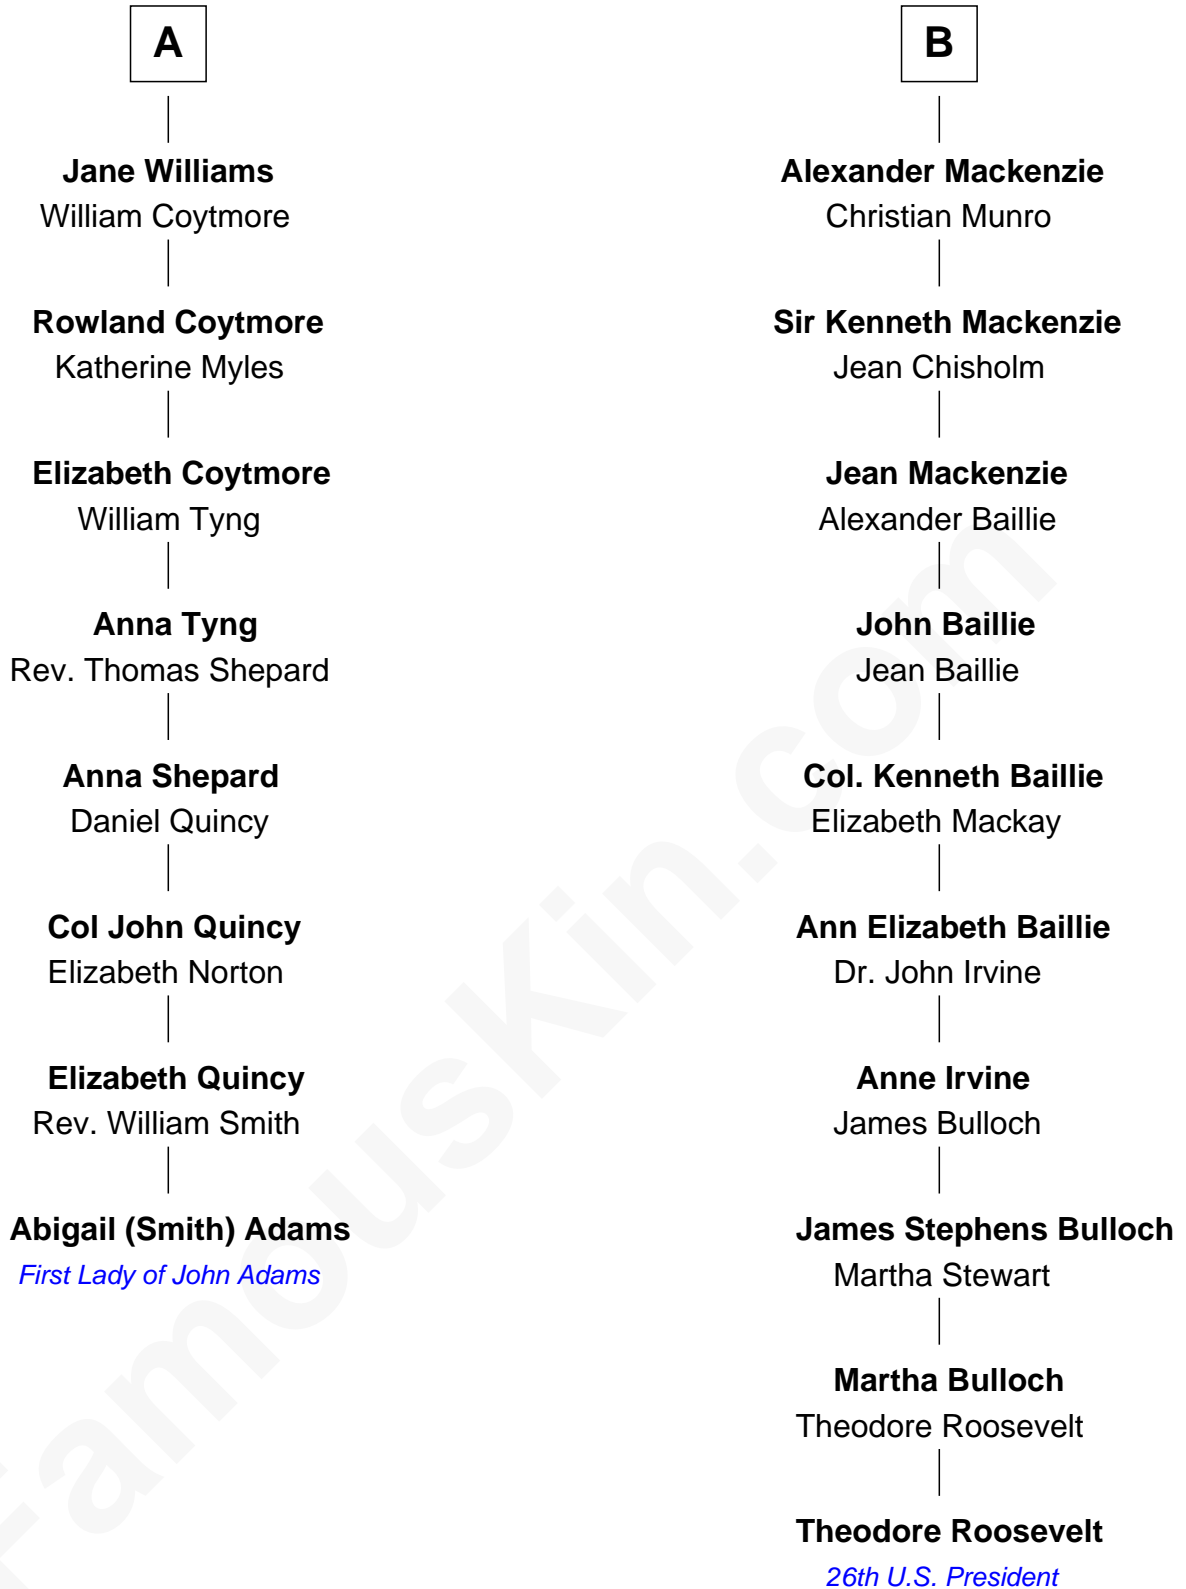 A
Jane Williams
William Coytmore
Rowland Coytmore
Katherine Myles
Elizabeth Coytmore
William Tyng
Anna Tyng
Rev. Thomas Shepard
Anna Shepard
Daniel Quincy
Col John Quincy
Elizabeth Norton
Elizabeth Quincy
Rev. William Smith
Abigail (Smith) Adams
First Lady of John Adams
B
Alexander Mackenzie
Christian Munro
Sir Kenneth Mackenzie
Jean Chisholm
Jean Mackenzie
Alexander Baillie
John Baillie
Jean Baillie
Col. Kenneth Baillie
Elizabeth Mackay
Ann Elizabeth Baillie
Dr. John Irvine
Anne Irvine
James Bulloch
James Stephens Bulloch
Martha Stewart
Martha Bulloch
Theodore Roosevelt
Theodore Roosevelt
26th U.S. President
FamousKin.com